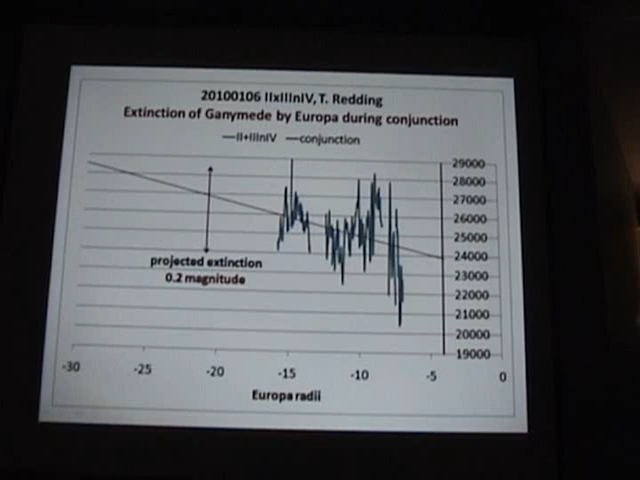 20100106 IIxIIInIV, T. Redding
Extinction of Ganymede by Europa during conjunction
II+IIInIV conjunction
29000
28000
27000
26000
25000
24000
23000
22000
21000
20000
19000
projected extinction
0.2 magnitude
-30 -25 -20 -15 -10 -5 0
Europa radii